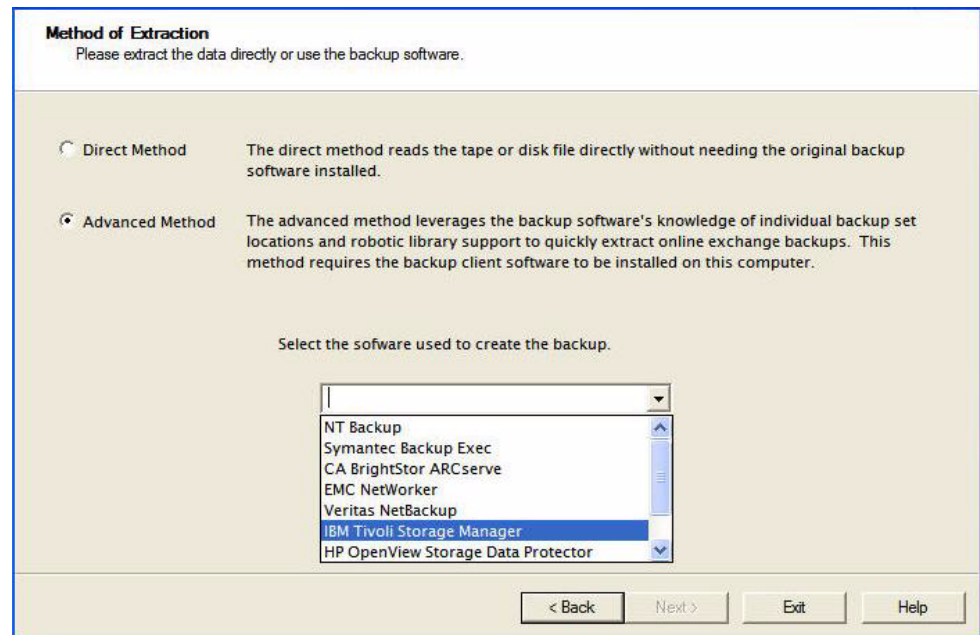 Method of Extraction
Please extract the data directly or use the backup software.
Direct Method
The direct method reads the tape or disk file directly without needing the original backup
software installed.
Advanced Method
The advanced method leverages the backup software's knowledge of individual backup set
locations and robotic library support to quickly extract online exchange backups. This
method requires the backup client software to be installed on this computer.
Select the sofware used to create the backup.
NT Backup
Symantec Backup Exec
CA BrightStor ARCserve
EMC NetWorker
Veritas NetBackup
IBM Tivoli Storage Manager
HP OpenView Storage Data Protector
< Back
Next >
Exit
Help